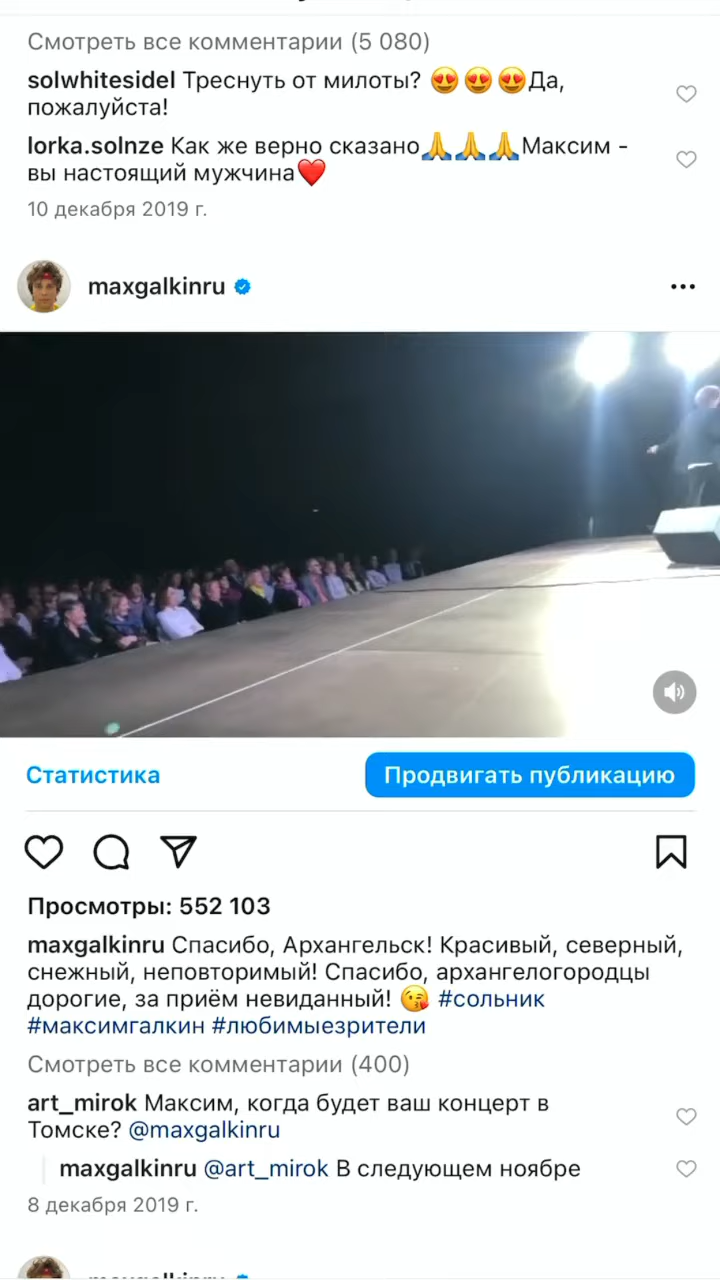 Смотреть все комментарии (5 080)
solwhitesidel Треснуть от милоты? 😍 😍 😍Да,
пожалуйста!
lorka.solnze Как же верно сказано🙏🙏🙏Максим -
вы настоящий мужчина❤️
10 декабря 2019 г.
maxgalkinru
Статистика
Продвигать публикацию
Просмотры: 552 103
maxgalkinru Спасибо, Архангельск! Красивый, северный,
снежный, неповторимый! Спасибо, архангелогородцы
дорогие, за приём невиданный! 😘 #сольник
#максимгалкин #любимыезрители
Смотреть все комментарии (400)
art_mirok Максим, когда будет ваш концерт в
Томске? @maxgalkinru
maxgalkinru @art_mirok В следующем ноябре
8 декабря 2019 г.